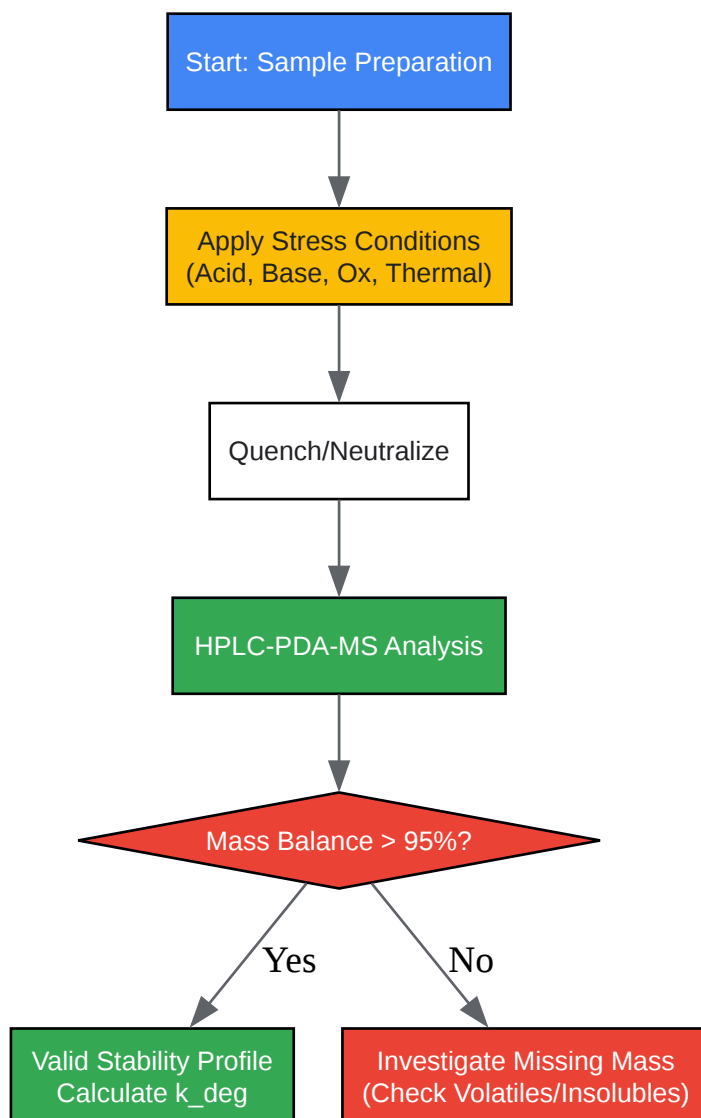 Start: Sample Preparation
Apply Stress Conditions
(Acid, Base, Ox, Thermal)
Quench/Neutralize
HPLC-PDA-MS Analysis
Mass Balance > 95%?
Yes
No
Valid Stability Profile
Calculate k_deg
Investigate Missing Mass
(Check Volatiles/Insolubles)